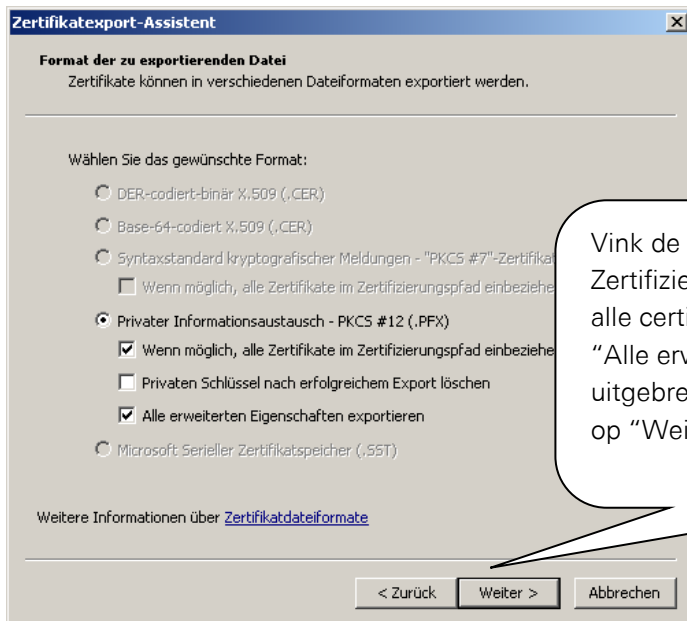 Zertifikatexport-Assistent
Format der zu exportierenden Datei
Zertifikate können in verschiedenen Dateiformaten exportiert werden.
Wählen Sie das gewünschte Format:
DER-codiert-binär X.509 (.CER)
Base-64-codiert X.509 (.CER)
Syntaxstandard kryptografischer Meldungen - "PKCS #7"-Zertifikat
Wenn möglich, alle Zertifikate im Zertifizierungspfad einbeziehe
Privater Informationsaustausch - PKCS #12 (.PFX)
Wenn möglich, alle Zertifikate im Zertifizierungspfad einbeziehe
Privaten Schlüssel nach erfolgreichem Export löschen
Alle erweiterten Eigenschaften exportieren
Microsoft Serieller Zertifikatspeicher (.SST)
Weitere Informationen über Zertifikatdateiformate
< Zurück
Weiter >
Abbrechen
Vink de
Zertifizie
alle certi
"Alle erw
uitgebre
op "Wei